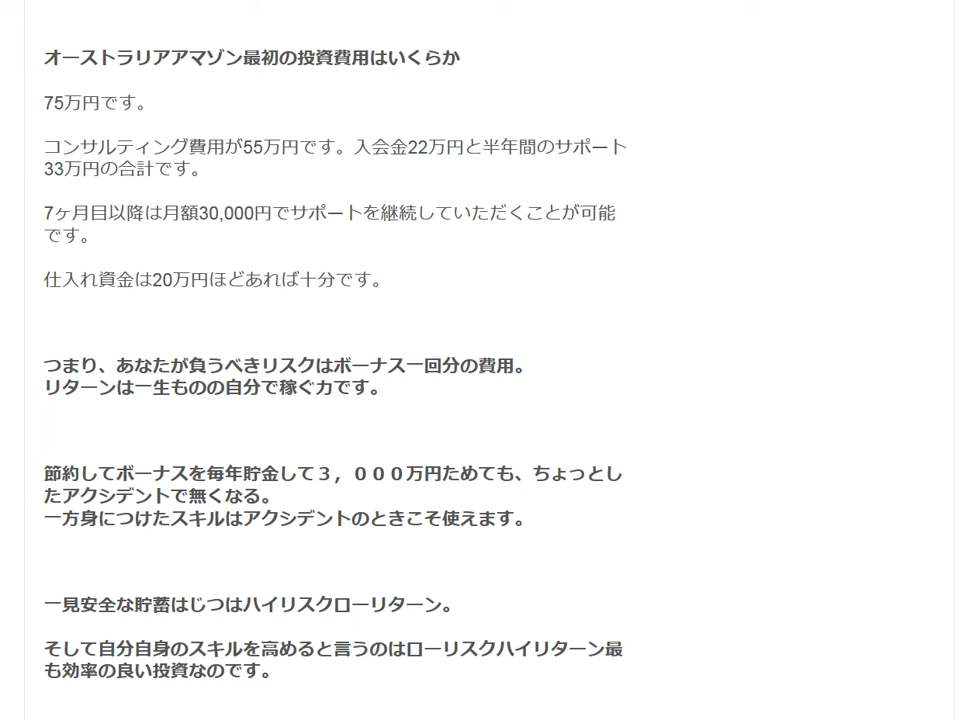 オーストラリアアマゾン最初の投資費用はいくらか
75万円です。
コンサルティング費用が55万円です。入会金22万円と半年間のサポート
33万円の合計です。
7ヶ月目以降は月額30,000円でサポートを継続していただくことが可能
です。
仕入れ資金は20万円ほどあれば十分です。
つまり、あなたが負うべきリスクはボーナス一回分の費用。
リターンは一生ものの自分で稼ぐ力です。
節約してボーナスを毎年貯金して３，０００万円ためても、ちょっとし
たアクシデントで無くなる。
一方身につけたスキルはアクシデントのときこそ使えます。
一見安全な貯蓄はじつはハイリスクローリターン。
そして自分自身のスキルを高めると言うのはローリスクハイリターン最
も効率の良い投資なのです。